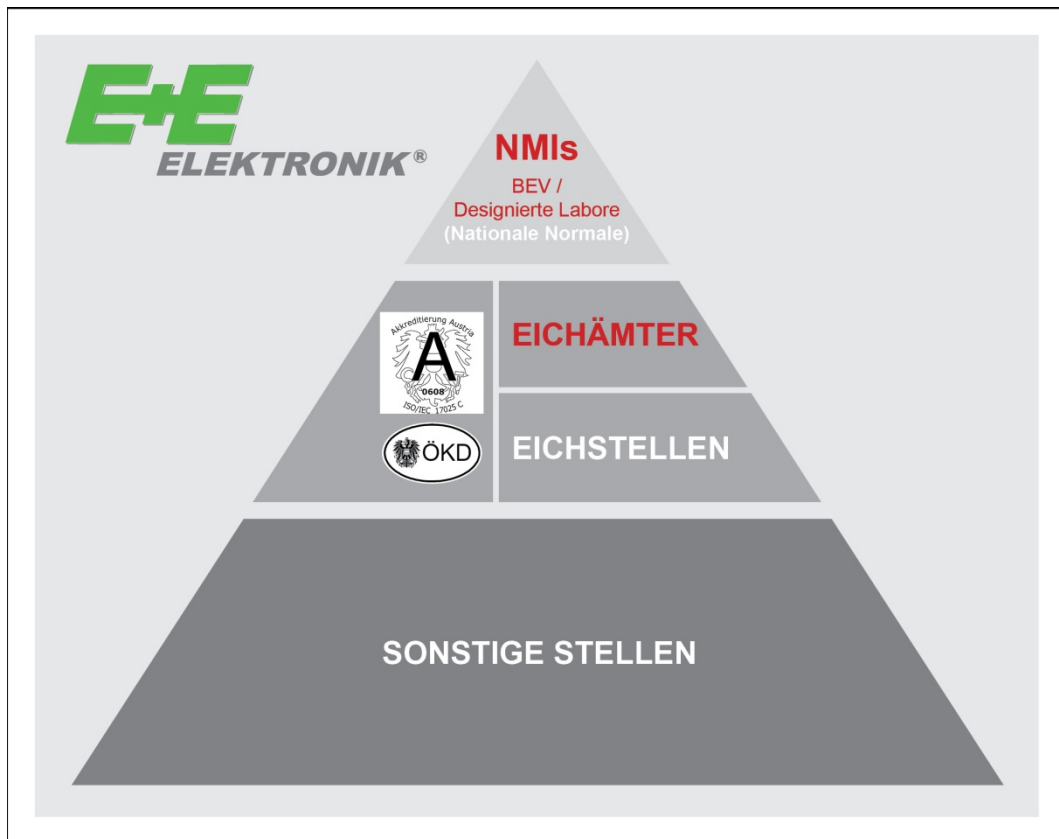 E+E
ELEKTRONIK®
NMIs
BEV /
Designierte Labore
(Nationale Normale)
Akkreditierung Austria
A
0608
ISO/IEC 17025 C
ÖKD
EICHÄMTER
EICHSTELLEN
SONSTIGE STELLEN